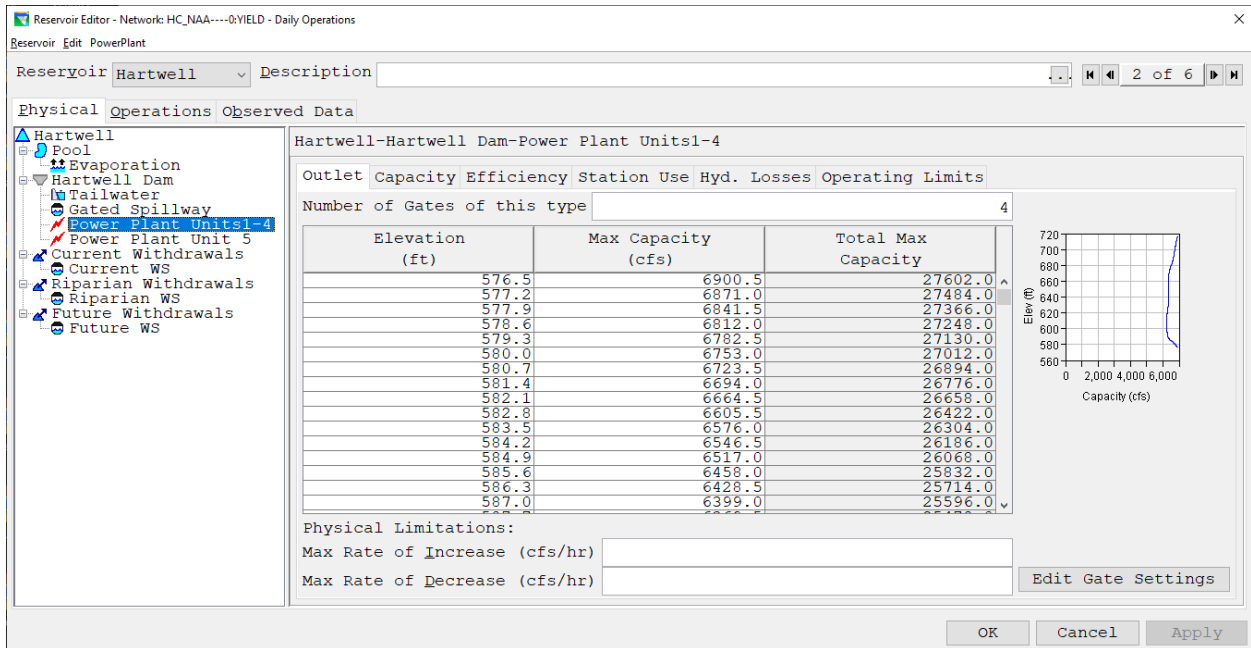 Reservoir Editor - Network: HC_NAA----0:YIELD - Daily Operations
Reservoir Edit PowerPlant
Reservoir Hartwell Description ... 2 of 6
Physical Operations Observed Data
Hartwell
Pool
Evaporation
Hartwell Dam
Tailwater
Gated Spillway
Power Plant Units1-4
Power Plant Unit 5
Current Withdrawals
Current WS
Riparian Withdrawals
Riparian WS
Future Withdrawals
Future WS
Hartwell-Hartwell Dam-Power Plant Units1-4
Outlet Capacity Efficiency Station Use Hyd. Losses Operating Limits
Number of Gates of this type 4
Elevation (ft) Max Capacity (cfs) Total Max Capacity
576.5 6900.5 27602.0
577.2 6871.0 27484.0
577.9 6841.5 27366.0
578.6 6812.0 27248.0
579.3 6782.5 27130.0
580.0 6753.0 27012.0
580.7 6723.5 26894.0
581.4 6694.0 26776.0
582.1 6664.5 26658.0
582.8 6605.5 26422.0
583.5 6576.0 26304.0
584.2 6546.5 26186.0
584.9 6517.0 26068.0
585.6 6458.0 25832.0
586.3 6428.5 25714.0
587.0 6399.0 25596.0
720
700
680
660
640
620
600
580
560
Elev (ft)
0 2,000 4,000 6,000
Capacity (cfs)
Physical Limitations:
Max Rate of Increase (cfs/hr)
Max Rate of Decrease (cfs/hr)
Edit Gate Settings
OK Cancel Apply